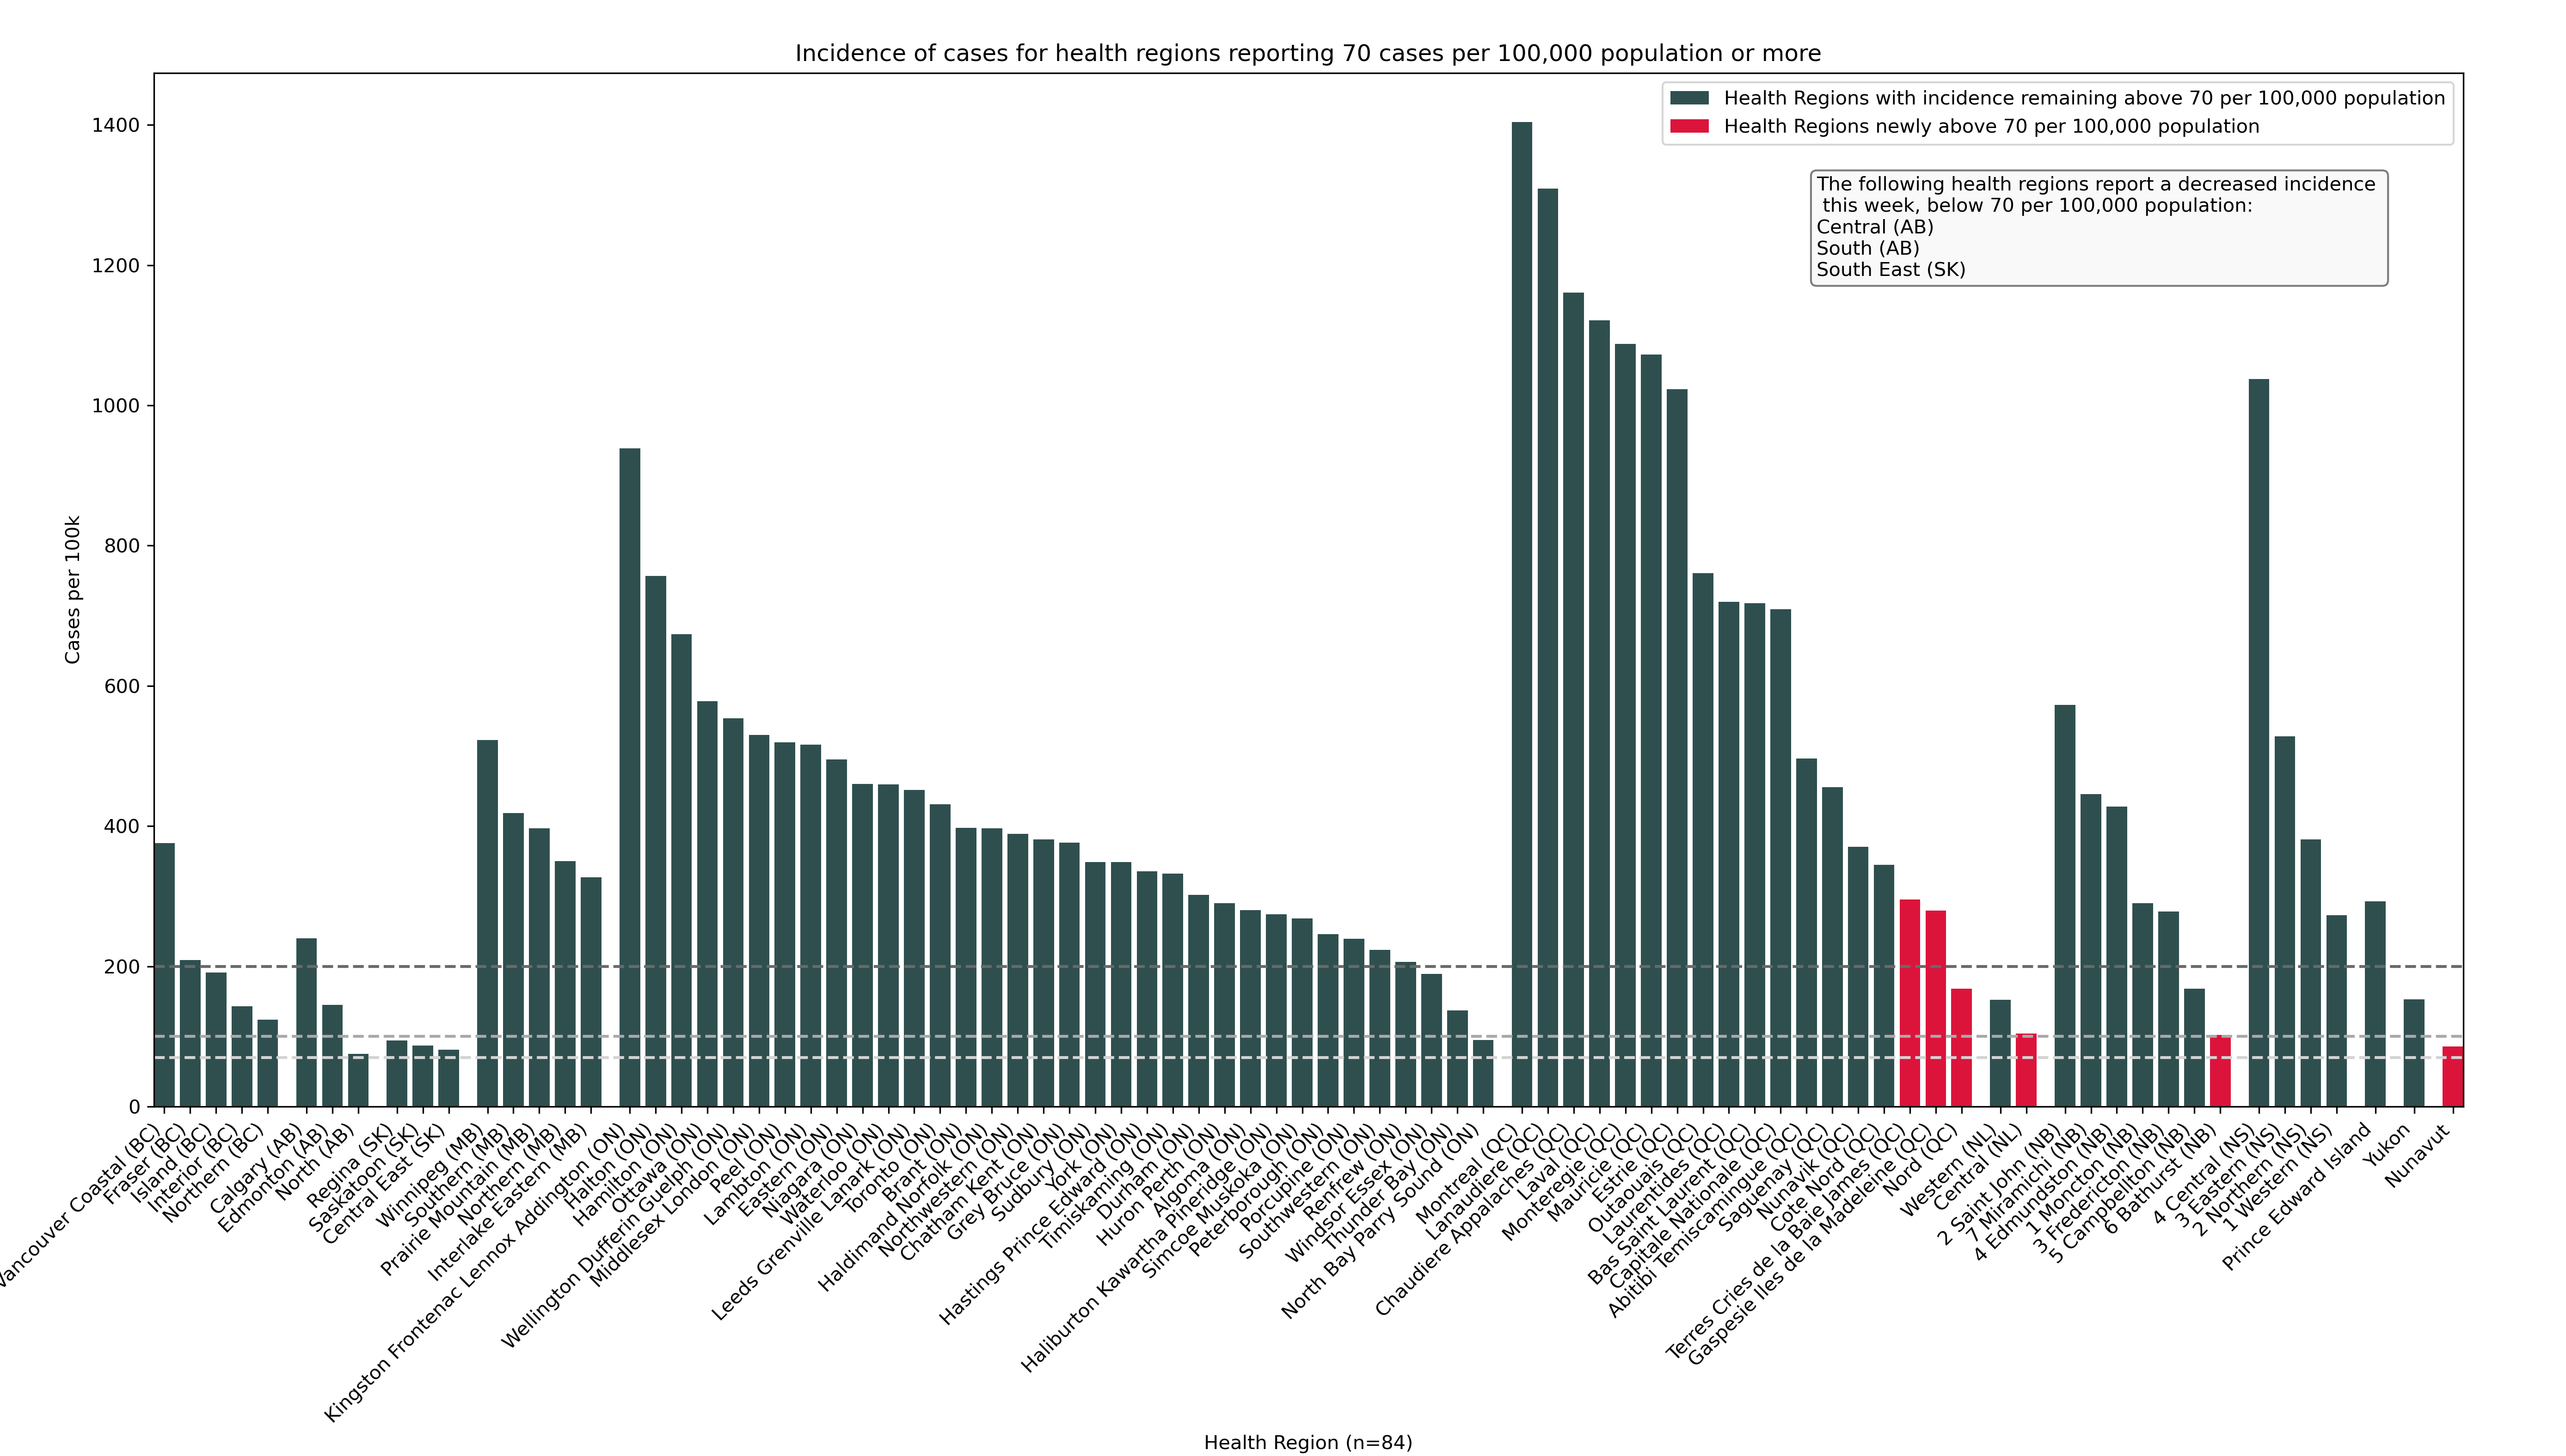 Incidence of cases for health regions reporting 70 cases per 100,000 population or more
Health Regions with incidence remaining above 70 per 100,000 population
Health Regions newly above 70 per 100,000 population
The following health regions report a decreased incidence
this week, below 70 per 100,000 population:
Central (AB)
South (AB)
South East (SK)
Cases per 100k
1400
1200
1000
800
600
400
200
0
Vancouver Coastal (BC)
Fraser (BC)
Island (BC)
Interior (BC)
Northern (BC)
Calgary (AB)
Edmonton (AB)
North (AB)
Regina (SK)
Saskatoon (SK)
Central East (SK)
Winnipeg (MB)
Southern (MB)
Prairie Mountain (MB)
Northern (MB)
Interlake Eastern (MB)
Kingston Frontenac Lennox Addington (ON)
Halton (ON)
Hamilton (ON)
Ottawa (ON)
Wellington Dufferin Guelph (ON)
Middlesex London (ON)
Peel (ON)
Lambton (ON)
Eastern (ON)
Niagara (ON)
Waterloo (ON)
Leeds Grenville Lanark (ON)
Toronto (ON)
Brant (ON)
Haldimand Norfolk (ON)
Northwestern (ON)
Chatham Kent (ON)
Grey Bruce (ON)
Sudbury (ON)
York (ON)
Hastings Prince Edward (ON)
Timiskaming (ON)
Durham (ON)
Huron Perth (ON)
Algoma (ON)
Haliburton Kawartha Pineridge (ON)
Simcoe Muskoka (ON)
Peterborough (ON)
Porcupine (ON)
Southwestern (ON)
Renfrew (ON)
Windsor Essex (ON)
Thunder Bay (ON)
North Bay Parry Sound (ON)
Montreal (QC)
Lanaudiere (QC)
Chaudiere Appalaches (QC)
Laval (QC)
Monteregie (QC)
Mauricie (QC)
Estrie (QC)
Outaouais (QC)
Laurentides (QC)
Bas Saint Laurent (QC)
Capitale Nationale (QC)
Abitibi Temiscamingue (QC)
Saguenay (QC)
Nunavik (QC)
Cote Nord (QC)
Terres Cries de la Baie James (QC)
Gaspesie Iles de la Madeleine (QC)
Nord (QC)
Western (NL)
Central (NL)
2 Saint John (NB)
7 Miramichi (NB)
4 Edmundston (NB)
1 Moncton (NB)
3 Fredericton (NB)
5 Campbellton (NB)
6 Bathurst (NB)
4 Central (NS)
3 Eastern (NS)
2 Northern (NS)
1 Western (NS)
Prince Edward Island
Yukon
Nunavut
Health Region (n=84)